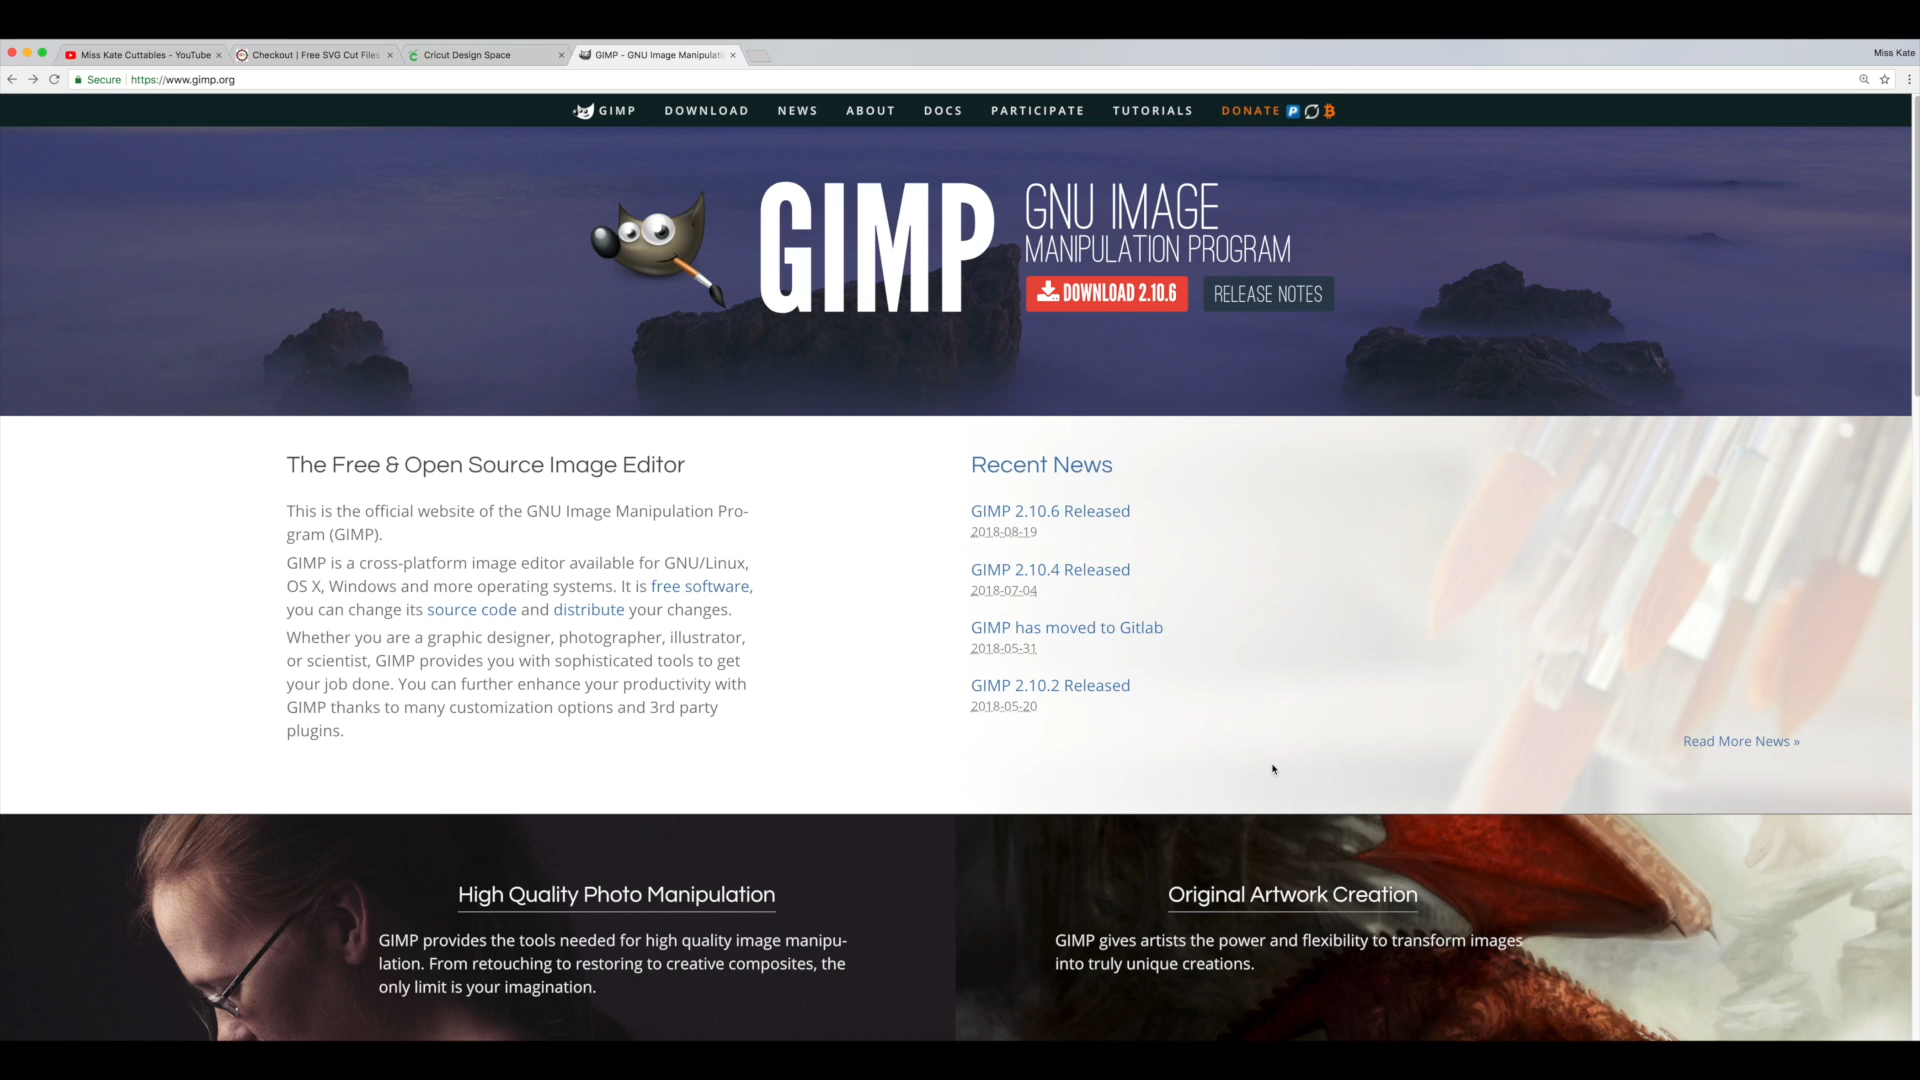 Miss Kate Cuttables - YouTube
Checkout | Free SVG Cut Files
Cricut Design Space
GIMP - GNU Image Manipulatio
Miss Kate
Secure
https://www.gimp.org
GIMP
DOWNLOAD
NEWS
ABOUT
DOCS
PARTICIPATE
TUTORIALS
DONATE
GIMP
GNU IMAGE
MANIPULATION PROGRAM
DOWNLOAD 2.10.6
RELEASE NOTES
The Free & Open Source Image Editor
This is the official website of the GNU Image Manipulation Pro-
gram (GIMP).
GIMP is a cross-platform image editor available for GNU/Linux,
OS X, Windows and more operating systems. It is free software,
you can change its source code and distribute your changes.
Whether you are a graphic designer, photographer, illustrator,
or scientist, GIMP provides you with sophisticated tools to get
your job done. You can further enhance your productivity with
GIMP thanks to many customization options and 3rd party
plugins.
Recent News
GIMP 2.10.6 Released
2018-08-19
GIMP 2.10.4 Released
2018-07-04
GIMP has moved to Gitlab
2018-05-31
GIMP 2.10.2 Released
2018-05-20
Read More News »
High Quality Photo Manipulation
GIMP provides the tools needed for high quality image manipu-
lation. From retouching to restoring to creative composites, the
only limit is your imagination.
Original Artwork Creation
GIMP gives artists the power and flexibility to transform images
into truly unique creations.